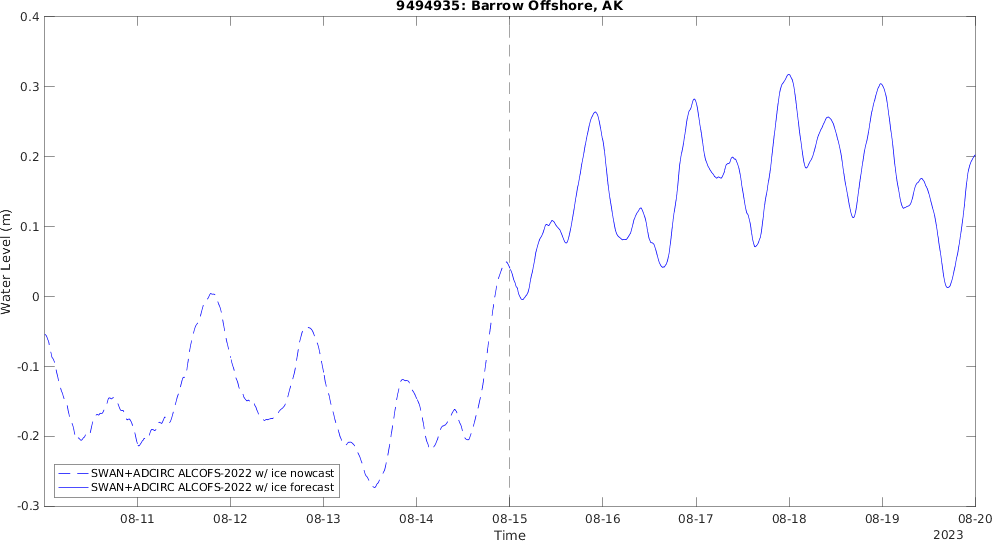 9494935: Barrow Offshore, AK
0.4
0.3
0.2
0.1
0
-0.1
-0.2
-0.3
Water Level (m)
SWAN+ADCIRC ALCOFS-2022 w/ ice nowcast
SWAN+ADCIRC ALCOFS-2022 w/ ice forecast
08-11 08-12 08-13 08-14 08-15 08-16 08-17 08-18 08-19 08-20
Time
2023